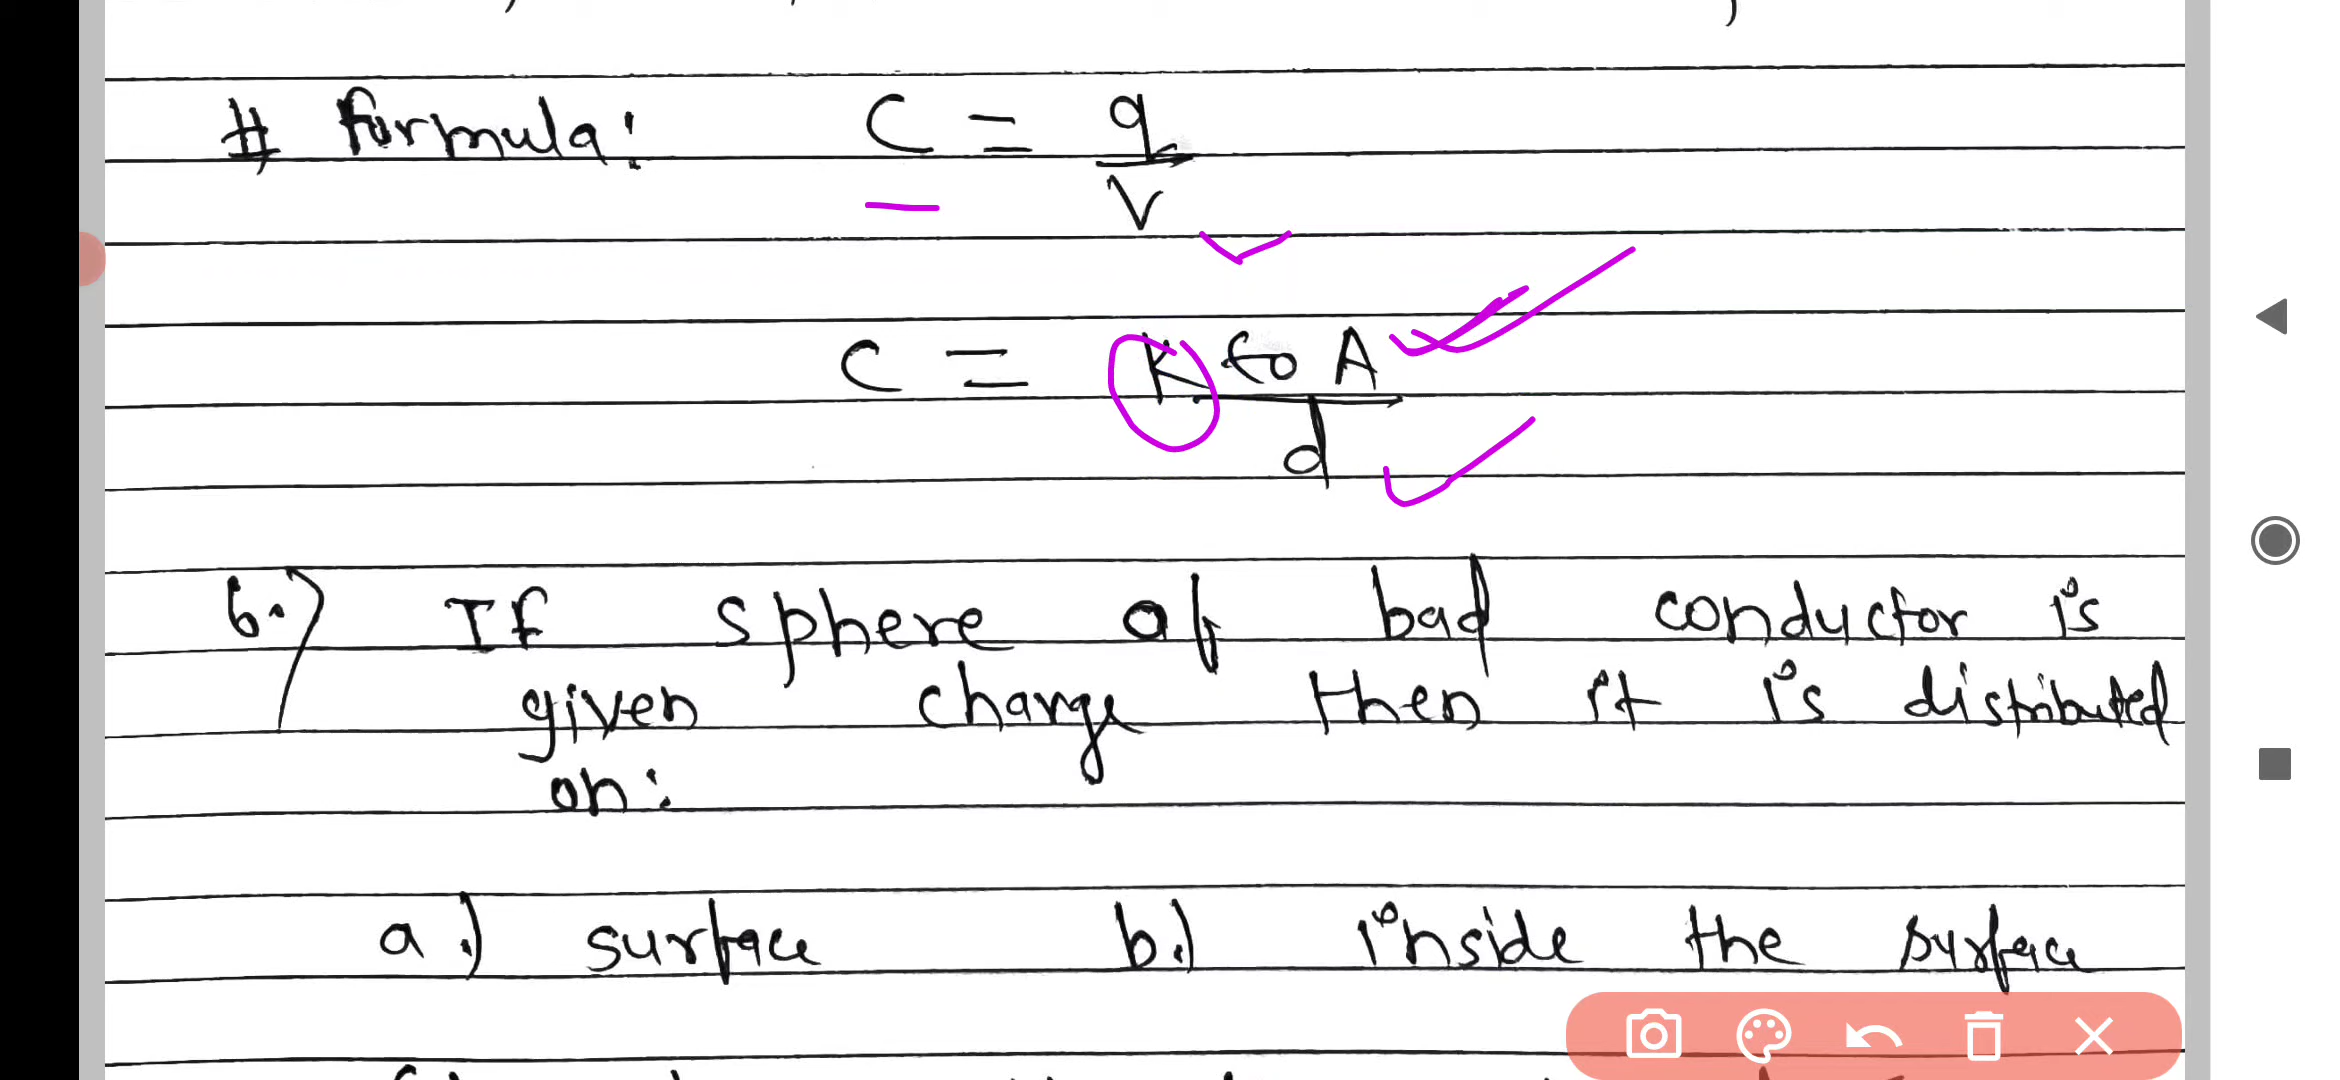 # formula: C = q
V
C = K ε0 A
d
6.) If sphere of bad conductor is
given charge then it is distributed
on:
a.) surface b.) inside the surface